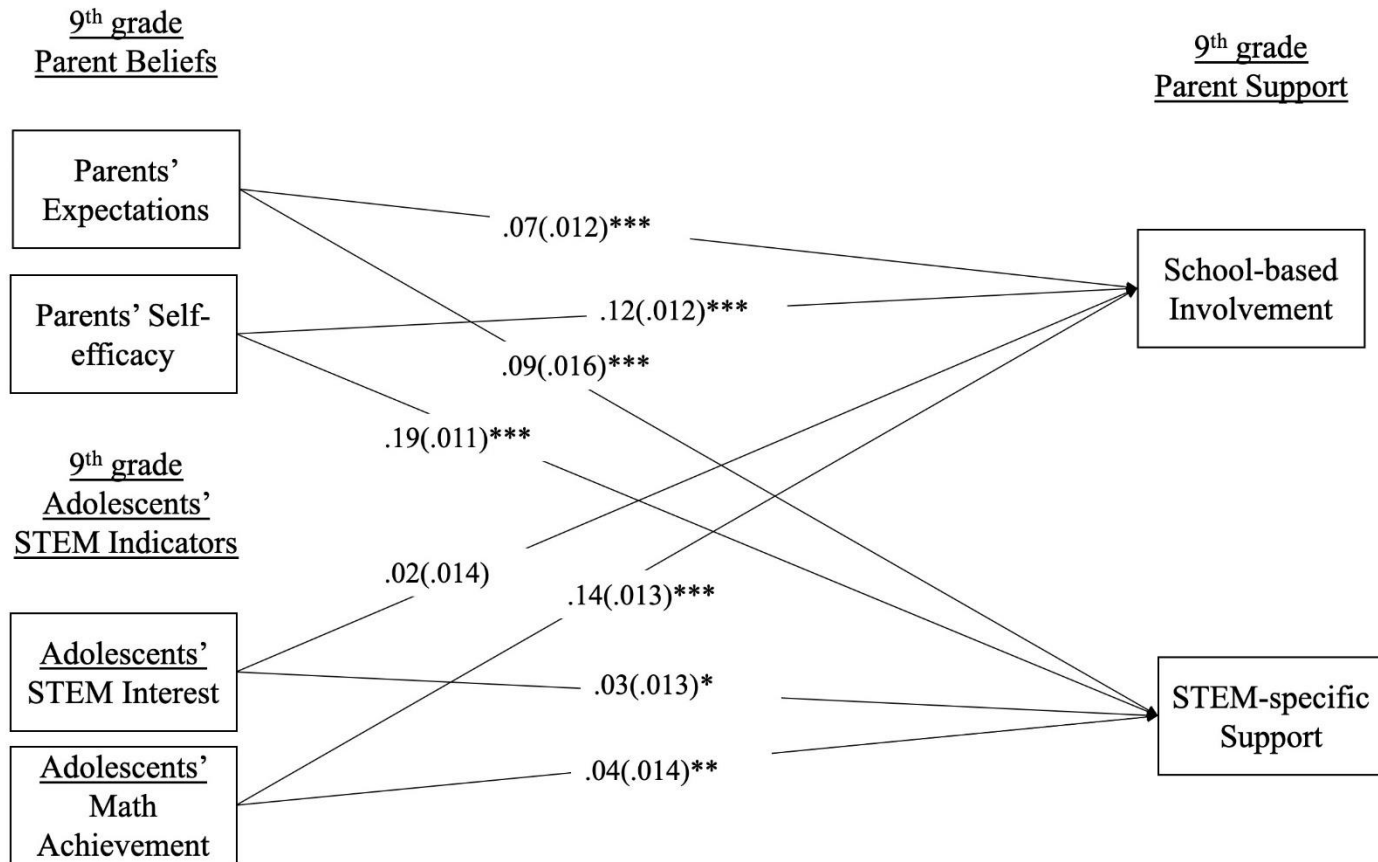 9th grade
Parent Beliefs
9th grade
Parent Support
Parents’
Expectations
.07(.012)***
School-based
Involvement
Parents’ Self-
efficacy
.12(.012)***
.09(.016)***
.19(.011)***
9th grade
Adolescents’
STEM Indicators
.02(.014)
.14(.013)***
Adolescents’
STEM Interest
.03(.013)*
STEM-specific
Support
Adolescents’
Math
Achievement
.04(.014)**